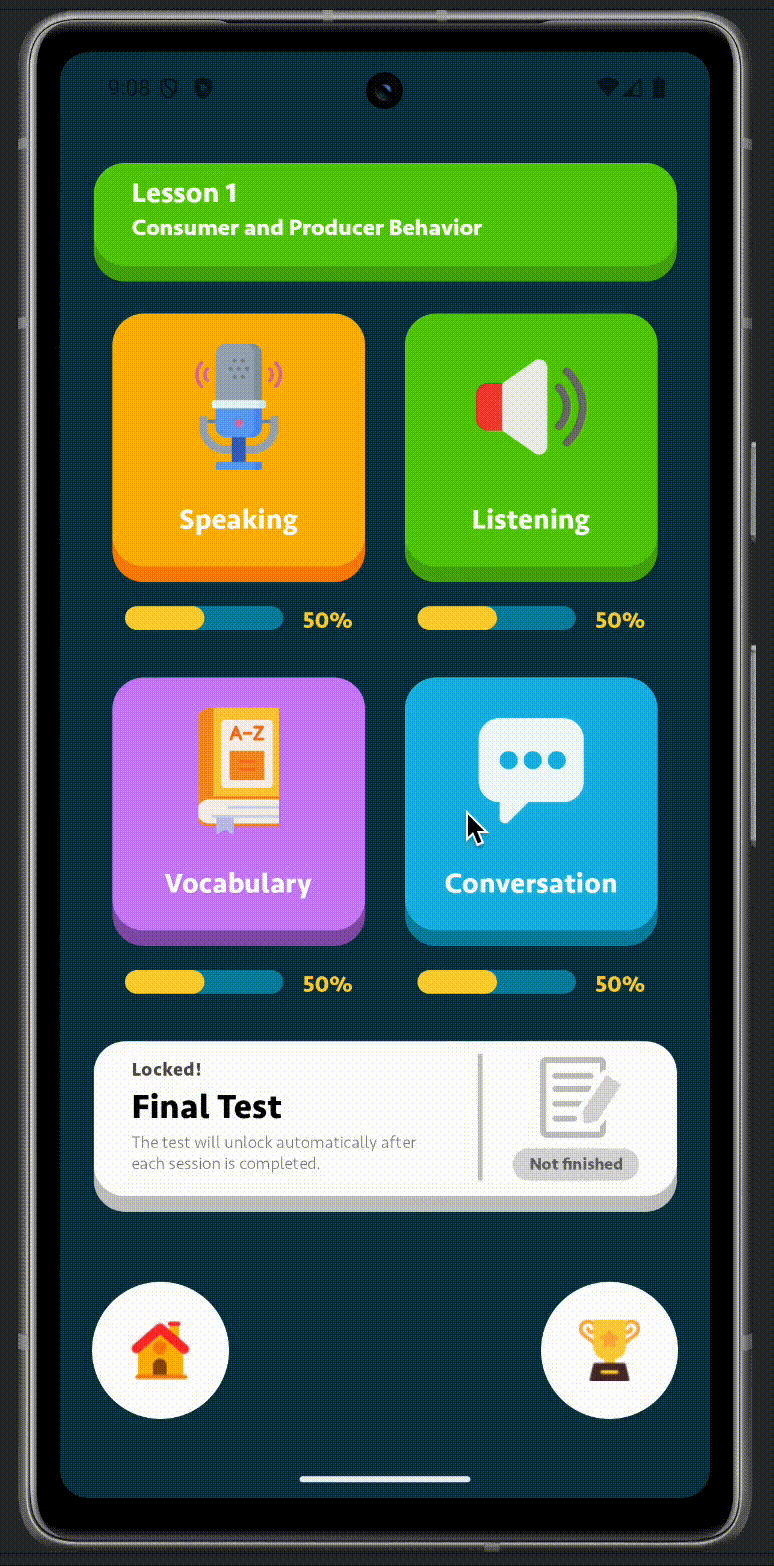 9:08
Lesson 1
Consumer and Producer Behavior
Speaking
Listening
50%
50%
A-Z
Vocabulary
Conversation
50%
50%
Locked!
Final Test
The test will unlock automatically after
each session is completed.
Not finished